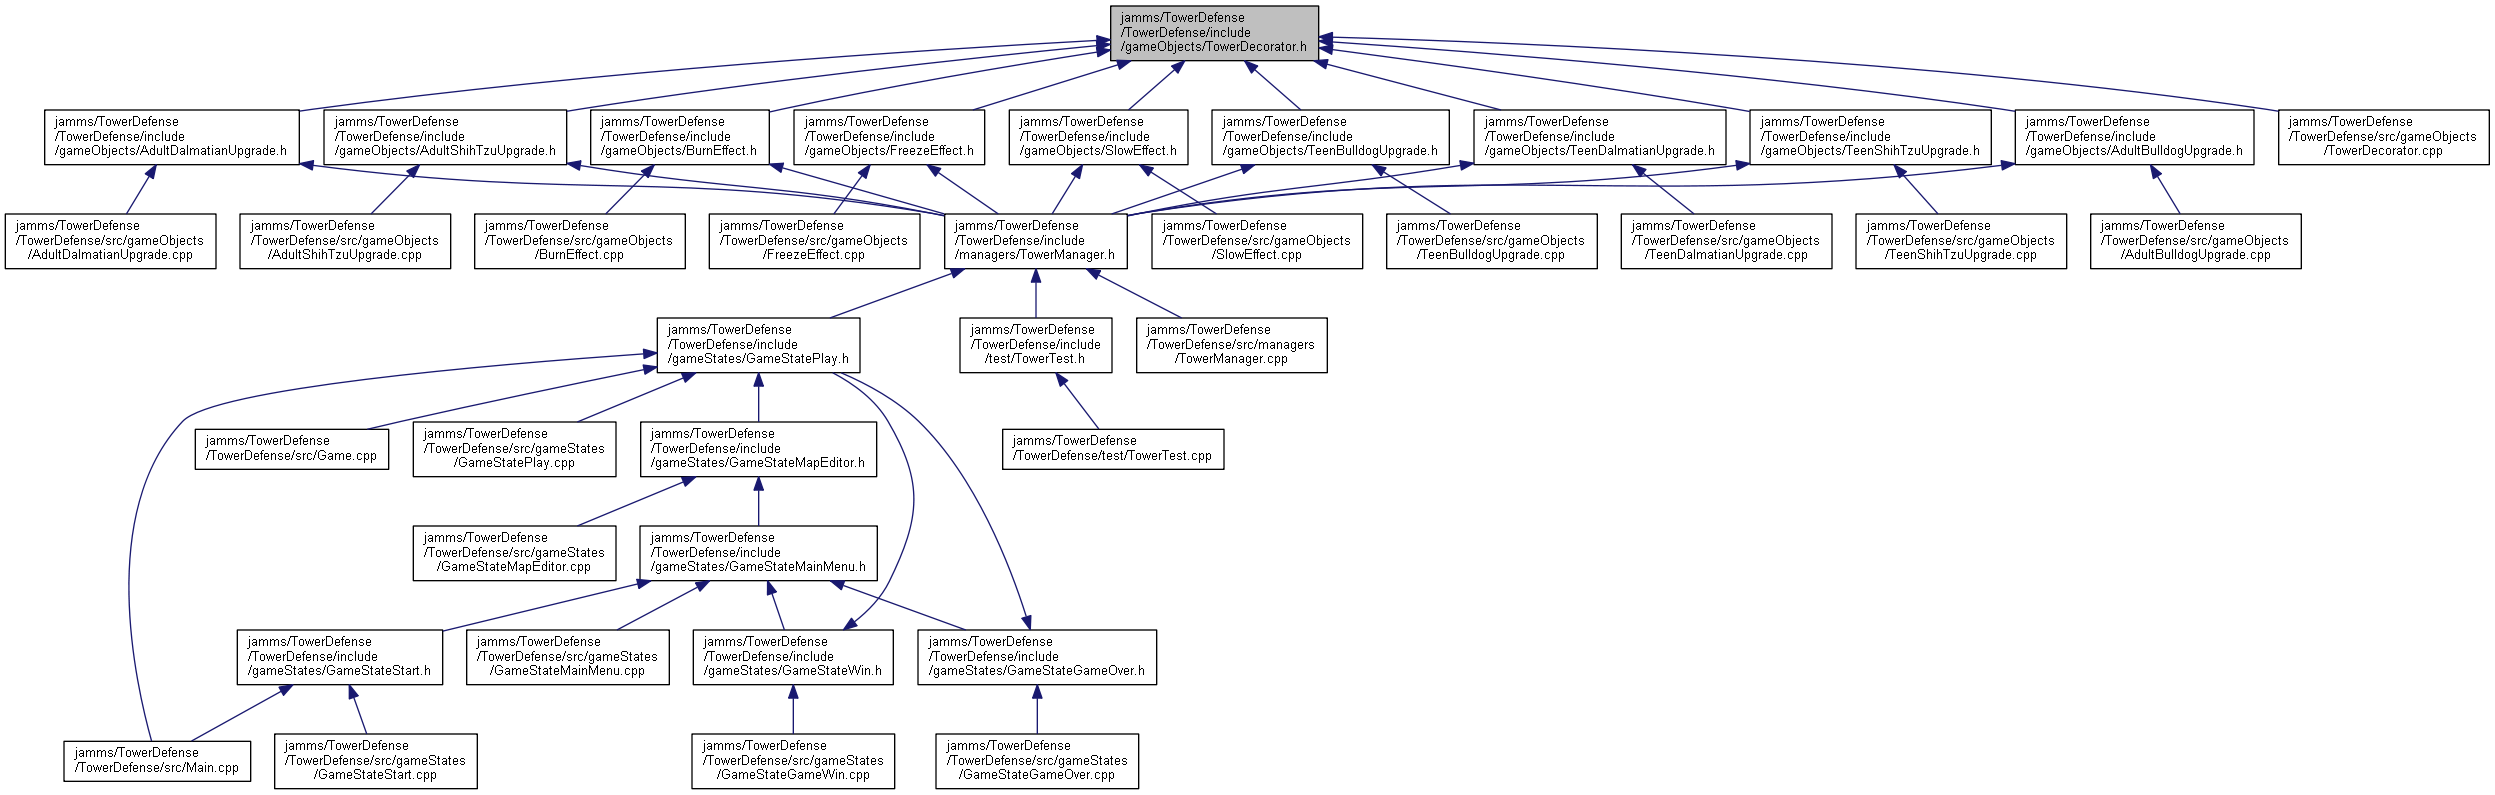 jamms/TowerDefense
/TowerDefense/include
/gameObjects/TowerDecorator.h
jamms/TowerDefense
/TowerDefense/include
/gameObjects/AdultDalmatianUpgrade.h
jamms/TowerDefense
/TowerDefense/include
/gameObjects/AdultShihTzuUpgrade.h
jamms/TowerDefense
/TowerDefense/include
/gameObjects/BurnEffect.h
jamms/TowerDefense
/TowerDefense/include
/gameObjects/FreezeEffect.h
jamms/TowerDefense
/TowerDefense/include
/gameObjects/SlowEffect.h
jamms/TowerDefense
/TowerDefense/include
/gameObjects/TeenBulldogUpgrade.h
jamms/TowerDefense
/TowerDefense/include
/gameObjects/TeenDalmatianUpgrade.h
jamms/TowerDefense
/TowerDefense/include
/gameObjects/TeenShihTzuUpgrade.h
jamms/TowerDefense
/TowerDefense/include
/gameObjects/AdultBulldogUpgrade.h
jamms/TowerDefense
/TowerDefense/src/gameObjects
/TowerDecorator.cpp
jamms/TowerDefense
/TowerDefense/src/gameObjects
/AdultDalmatianUpgrade.cpp
jamms/TowerDefense
/TowerDefense/src/gameObjects
/AdultShihTzuUpgrade.cpp
jamms/TowerDefense
/TowerDefense/src/gameObjects
/BurnEffect.cpp
jamms/TowerDefense
/TowerDefense/src/gameObjects
/FreezeEffect.cpp
jamms/TowerDefense
/TowerDefense/include
/managers/TowerManager.h
jamms/TowerDefense
/TowerDefense/src/gameObjects
/SlowEffect.cpp
jamms/TowerDefense
/TowerDefense/src/gameObjects
/TeenBulldogUpgrade.cpp
jamms/TowerDefense
/TowerDefense/src/gameObjects
/TeenDalmatianUpgrade.cpp
jamms/TowerDefense
/TowerDefense/src/gameObjects
/TeenShihTzuUpgrade.cpp
jamms/TowerDefense
/TowerDefense/src/gameObjects
/AdultBulldogUpgrade.cpp
jamms/TowerDefense
/TowerDefense/include
/gameStates/GameStatePlay.h
jamms/TowerDefense
/TowerDefense/include
/test/TowerTest.h
jamms/TowerDefense
/TowerDefense/src/managers
/TowerManager.cpp
jamms/TowerDefense
/TowerDefense/src/Game.cpp
jamms/TowerDefense
/TowerDefense/src/gameStates
/GameStatePlay.cpp
jamms/TowerDefense
/TowerDefense/include
/gameStates/GameStateMapEditor.h
jamms/TowerDefense
/TowerDefense/test/TowerTest.cpp
jamms/TowerDefense
/TowerDefense/src/gameStates
/GameStateMapEditor.cpp
jamms/TowerDefense
/TowerDefense/include
/gameStates/GameStateMainMenu.h
jamms/TowerDefense
/TowerDefense/include
/gameStates/GameStateStart.h
jamms/TowerDefense
/TowerDefense/src/gameStates
/GameStateMainMenu.cpp
jamms/TowerDefense
/TowerDefense/include
/gameStates/GameStateWin.h
jamms/TowerDefense
/TowerDefense/include
/gameStates/GameStateGameOver.h
jamms/TowerDefense
/TowerDefense/src/Main.cpp
jamms/TowerDefense
/TowerDefense/src/gameStates
/GameStateStart.cpp
jamms/TowerDefense
/TowerDefense/src/gameStates
/GameStateGameWin.cpp
jamms/TowerDefense
/TowerDefense/src/gameStates
/GameStateGameOver.cpp